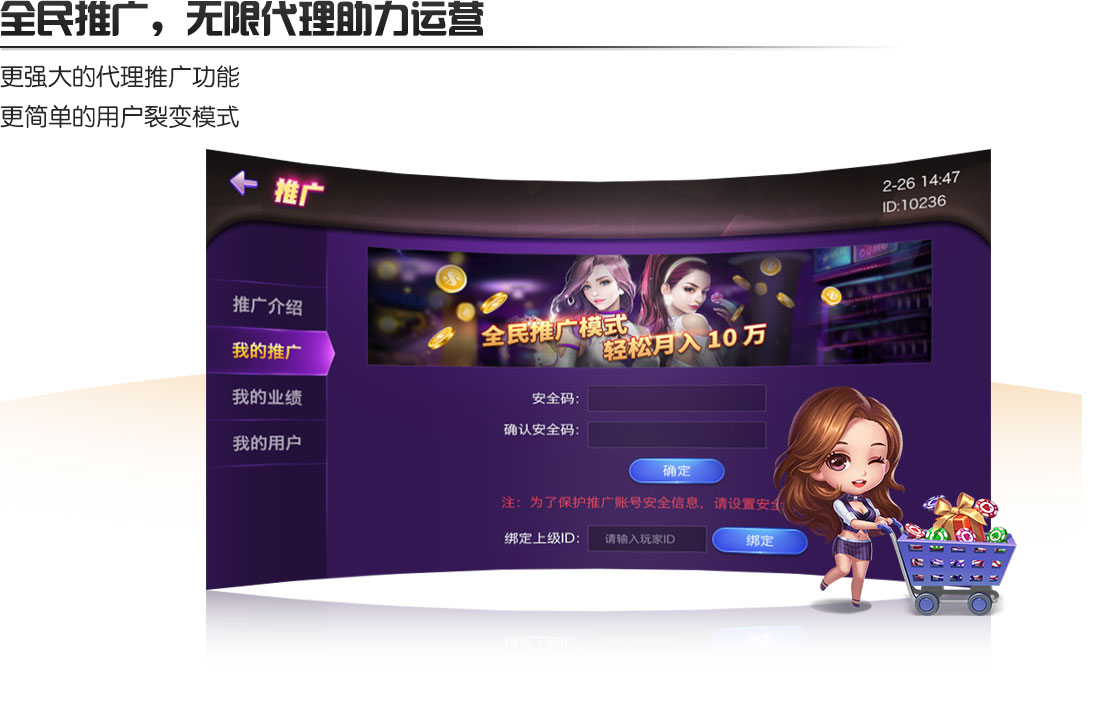 全民推广，无限代理助力运营
更强大的代理推广功能
更简单的用户裂变模式
推广
2-26 14:47
ID:10236
推广介绍
我的推广
我的业绩
我的用户
全民推广模式
轻松月入10万
安全码：
确认安全码：
确定
注：为了保护推广账号安全信息，请设置安全
绑定上级ID：
请输入玩家ID
绑定